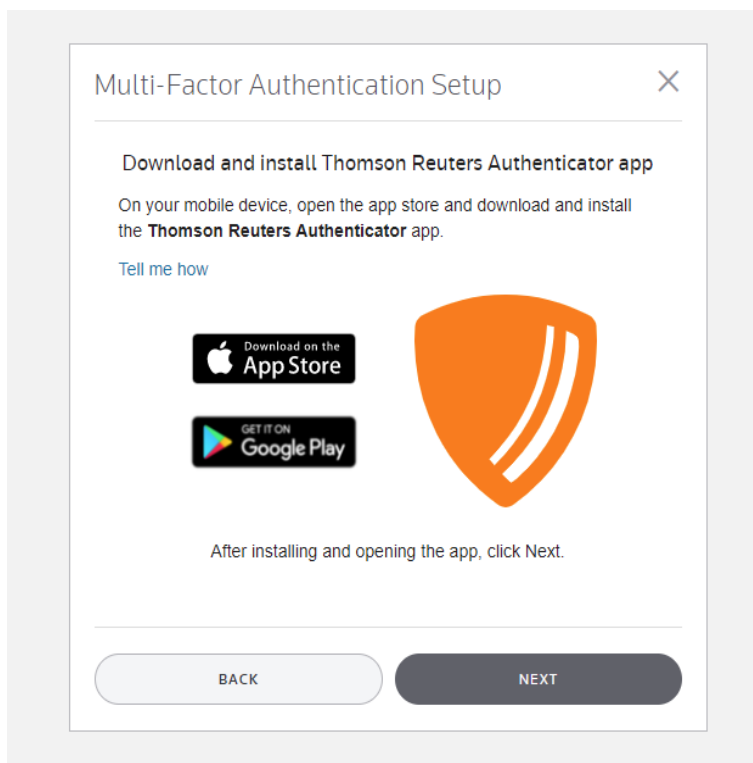 Multi-Factor Authentication Setup
Download and install Thomson Reuters Authenticator app
On your mobile device, open the app store and download and install
the Thomson Reuters Authenticator app.
Tell me how
Download on the
App Store
GET IT ON
Google Play
After installing and opening the app, click Next.
BACK
NEXT